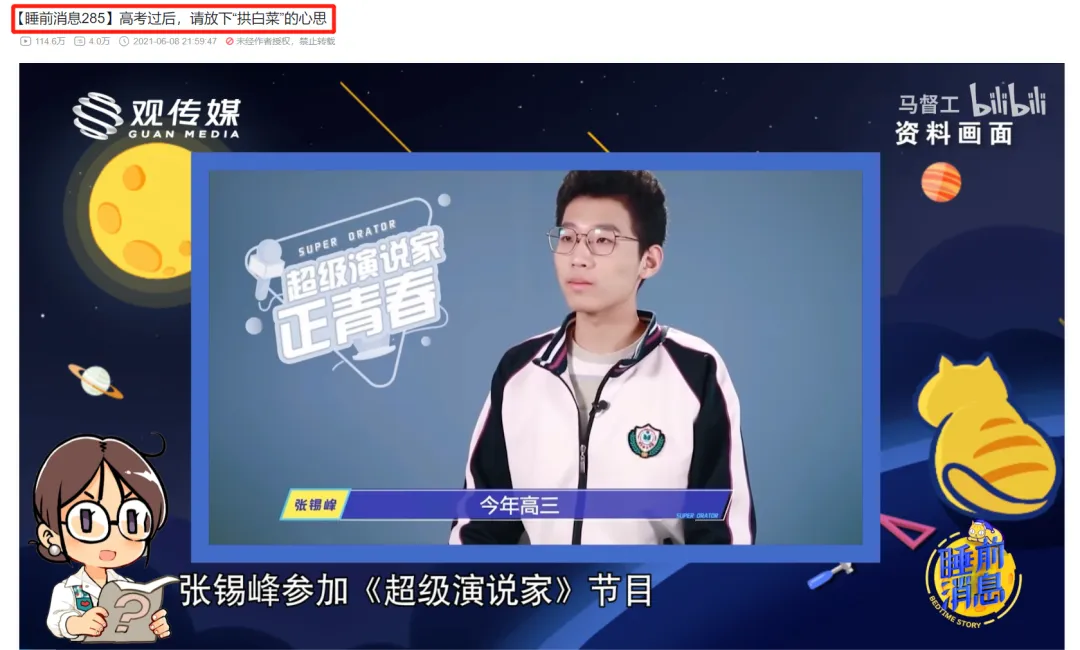 【睡前消息285】高考过后，请放下“拱白菜”的心思
114.6万 4.0万 2021-06-08 21:59:47 未经作者授权，禁止转载
观传媒
GUAN MEDIA
马督工 bilibili
资料画面
SUPER ORATOR
超级演说家
正青春
张锡峰 今年高三
SUPER ORATOR
张锡峰参加《超级演说家》节目
?
睡前
消息
BEDTIME STORY